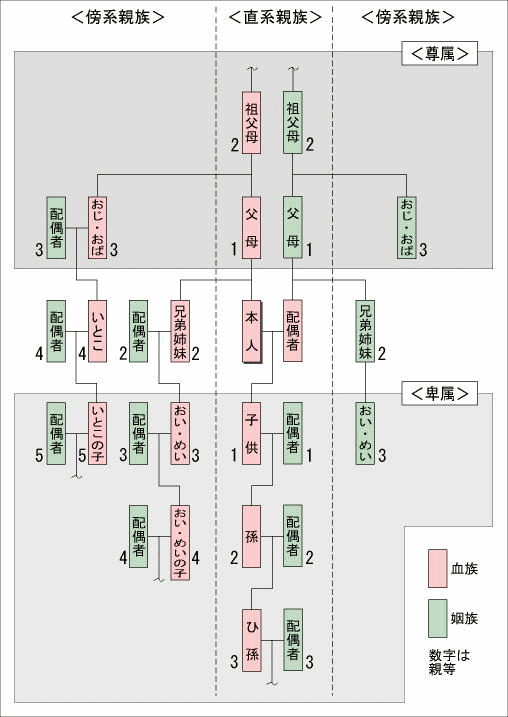 ＜傍系親族＞
＜直系親族＞
＜傍系親族＞
＜尊属＞
祖父母
2
祖父母
2
配偶者
3
おじ・おば
3
父母
1
父母
1
おじ・おば
3
配偶者
4
いとこ
4
配偶者
2
兄弟姉妹
2
本人
配偶者
兄弟姉妹
2
＜卑属＞
配偶者
5
いとこの子
5
配偶者
3
おい・めい
3
子供
1
配偶者
1
おい・めい
3
配偶者
4
おい・めいの子
4
孫
2
配偶者
2
ひ孫
3
配偶者
3
血族
姻族
数字は
親等